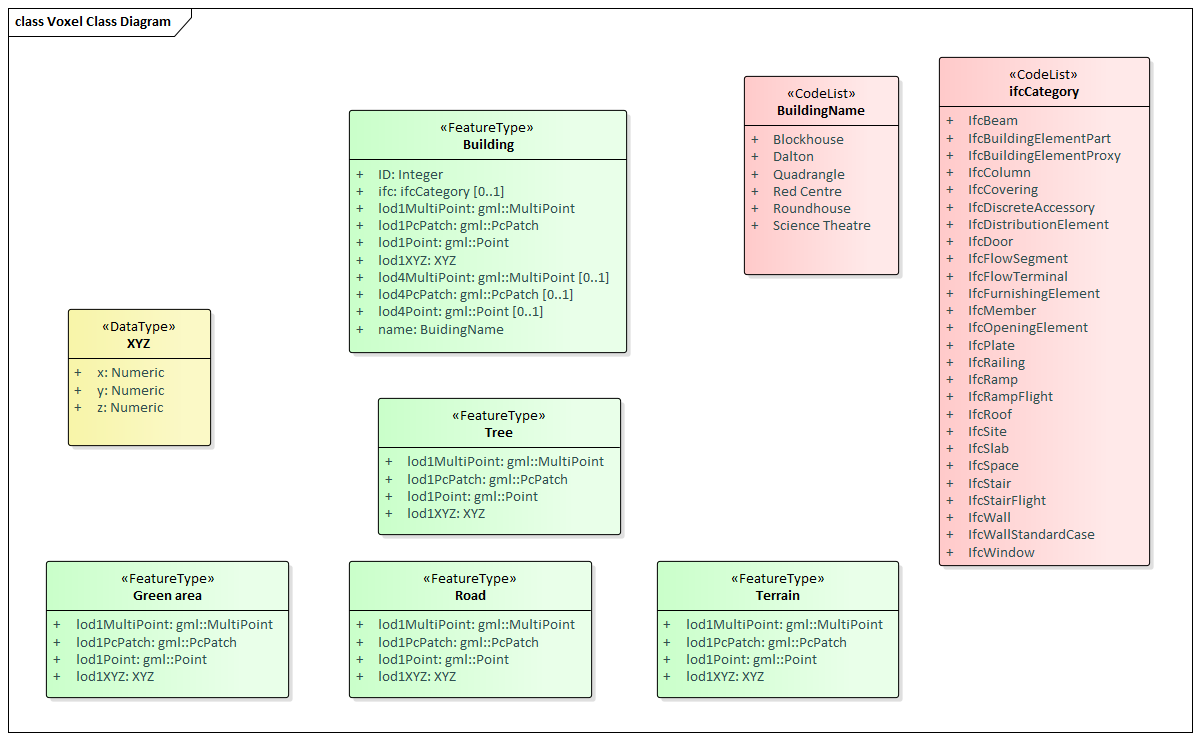 class Voxel Class Diagram
«FeatureType»
Building
+ ID: Integer
+ ifc: ifcCategory [0..1]
+ lod1MultiPoint: gml::MultiPoint
+ lod1PcPatch: gml::PcPatch
+ lod1Point: gml::Point
+ lod1XYZ: XYZ
+ lod4MultiPoint: gml::MultiPoint [0..1]
+ lod4PcPatch: gml::PcPatch [0..1]
+ lod4Point: gml::Point [0..1]
+ name: BuidingName
«CodeList»
BuildingName
+ Blockhouse
+ Dalton
+ Quadrangle
+ Red Centre
+ Roundhouse
+ Science Theatre
«CodeList»
ifcCategory
+ IfcBeam
+ IfcBuildingElementPart
+ IfcBuildingElementProxy
+ IfcColumn
+ IfcCovering
+ IfcDiscreteAccessory
+ IfcDistributionElement
+ IfcDoor
+ IfcFlowSegment
+ IfcFlowTerminal
+ IfcFurnishingElement
+ IfcMember
+ IfcOpeningElement
+ IfcPlate
+ IfcRailing
+ IfcRamp
+ IfcRampFlight
+ IfcRoof
+ IfcSite
+ IfcSlab
+ IfcSpace
+ IfcStair
+ IfcStairFlight
+ IfcWall
+ IfcWallStandardCase
+ IfcWindow
«DataType»
XYZ
+ x: Numeric
+ y: Numeric
+ z: Numeric
«FeatureType»
Tree
+ lod1MultiPoint: gml::MultiPoint
+ lod1PcPatch: gml::PcPatch
+ lod1Point: gml::Point
+ lod1XYZ: XYZ
«FeatureType»
Green area
+ lod1MultiPoint: gml::MultiPoint
+ lod1PcPatch: gml::PcPatch
+ lod1Point: gml::Point
+ lod1XYZ: XYZ
«FeatureType»
Road
+ lod1MultiPoint: gml::MultiPoint
+ lod1PcPatch: gml::PcPatch
+ lod1Point: gml::Point
+ lod1XYZ: XYZ
«FeatureType»
Terrain
+ lod1MultiPoint: gml::MultiPoint
+ lod1PcPatch: gml::PcPatch
+ lod1Point: gml::Point
+ lod1XYZ: XYZ